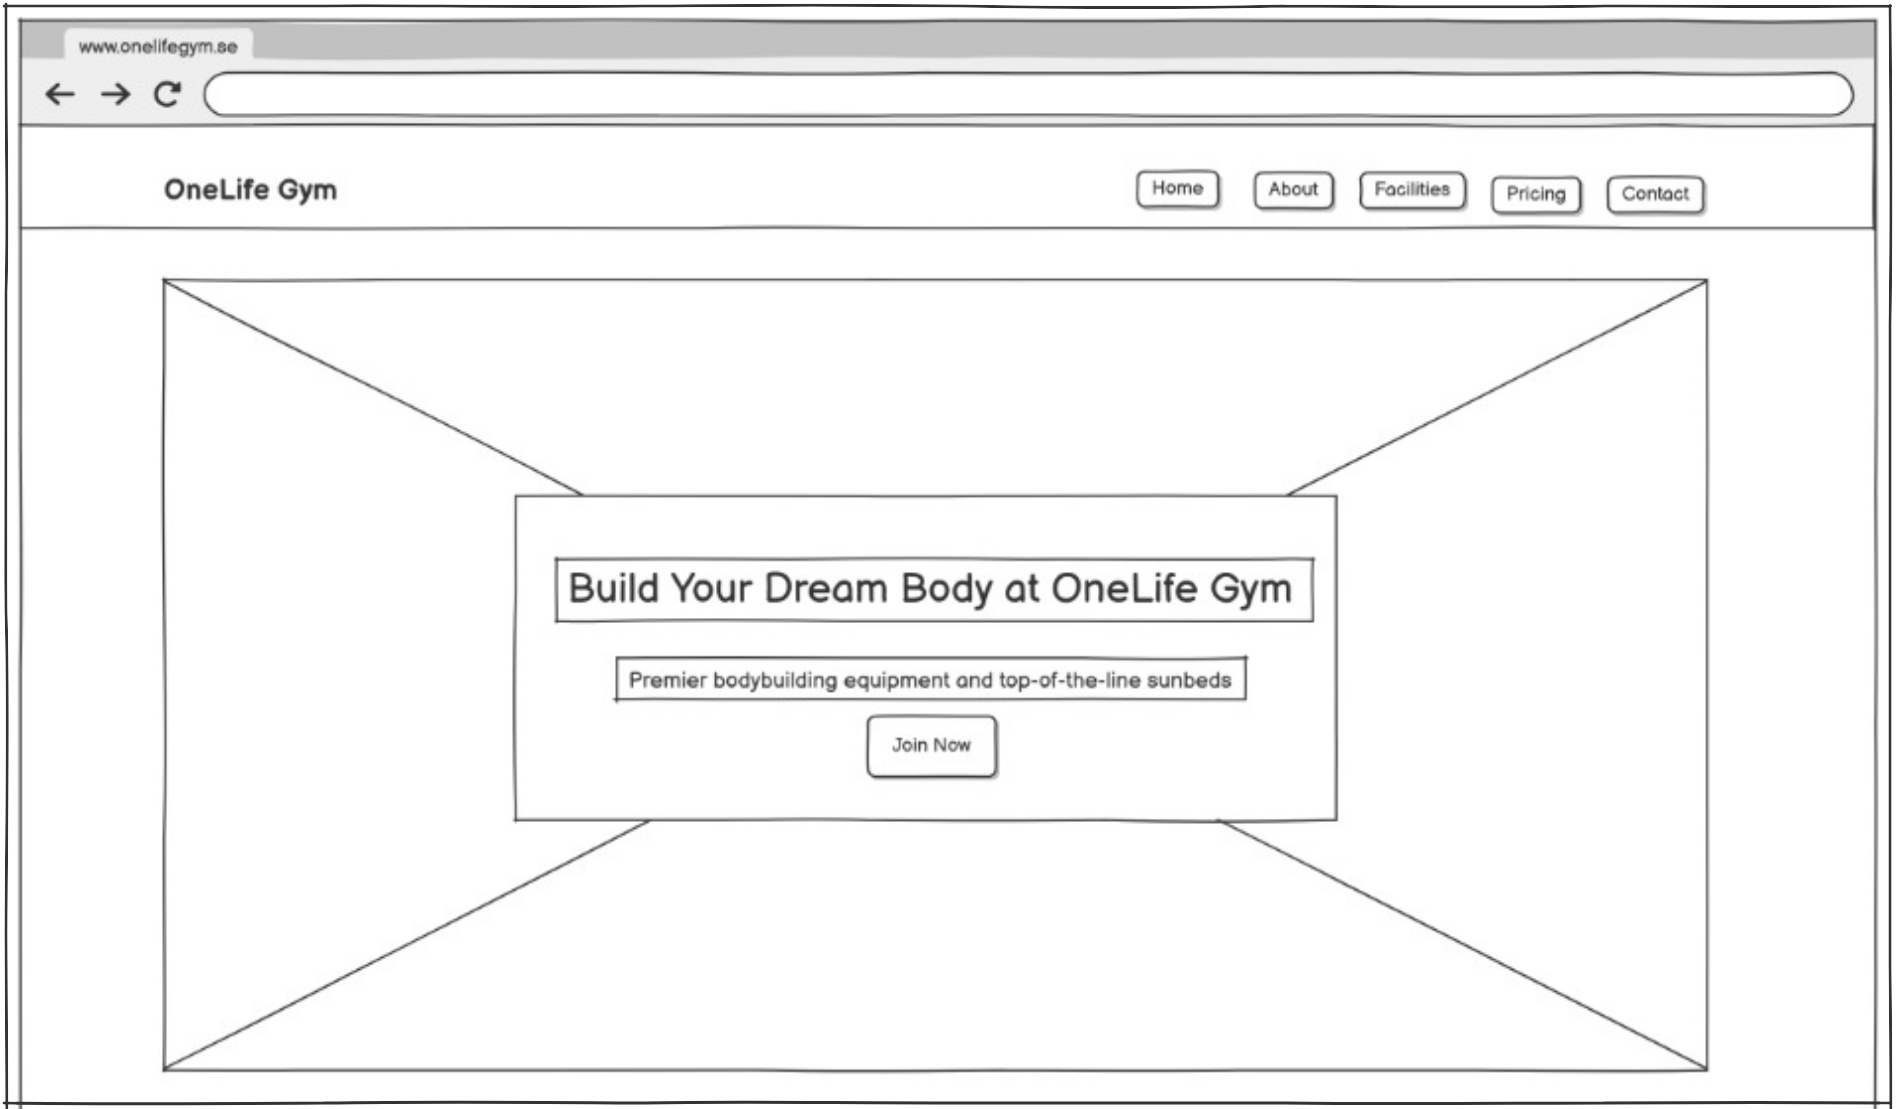 www.onelifegym.se
OneLife Gym
Home About Facilities Pricing Contact
Build Your Dream Body at OneLife Gym
Premier bodybuilding equipment and top-of-the-line sunbeds
Join Now